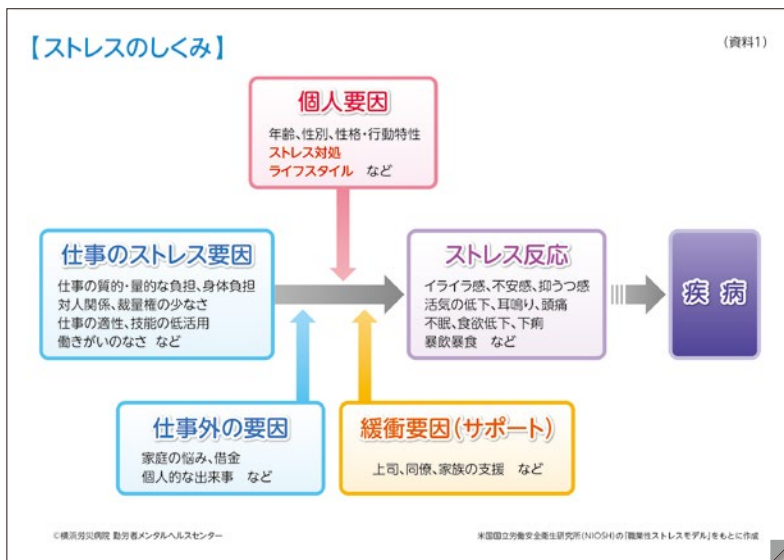 【ストレスのしくみ】
(資料1)
個人要因
年齢、性別、性格・行動特性
ストレス対処
ライフスタイル など
仕事のストレス要因
仕事の質的・量的な負担、身体負担
対人関係、裁量権の少なさ
仕事の適性、技能の低活用
働きがいのなさ など
ストレス反応
イライラ感、不安感、抑うつ感
活気の低下、耳鳴り、頭痛
不眠、食欲低下、下痢
暴飲暴食 など
疾病
仕事外の要因
家庭の悩み、借金
個人的な出来事 など
緩衝要因(サポート)
上司、同僚、家族の支援 など
©横浜労災病院 勤労者メンタルヘルスセンター
米国国立労働安全衛生研究所(NIOSH)の「職業性ストレスモデル」をもとに作成